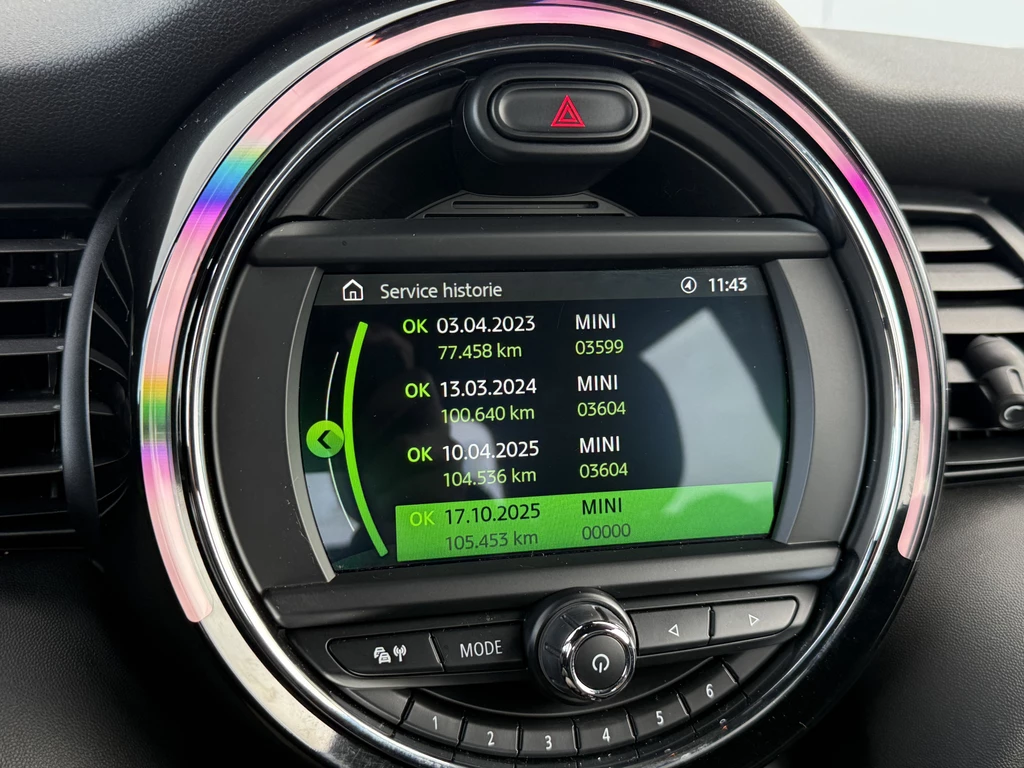 Service historie 11:43
OK 03.04.2023 MINI
77.458 km 03599
OK 13.03.2024 MINI
100.640 km 03604
OK 10.04.2025 MINI
104.536 km 03604
OK 17.10.2025 MINI
105.453 km 00000
MODE
1 2 3 4 5 6